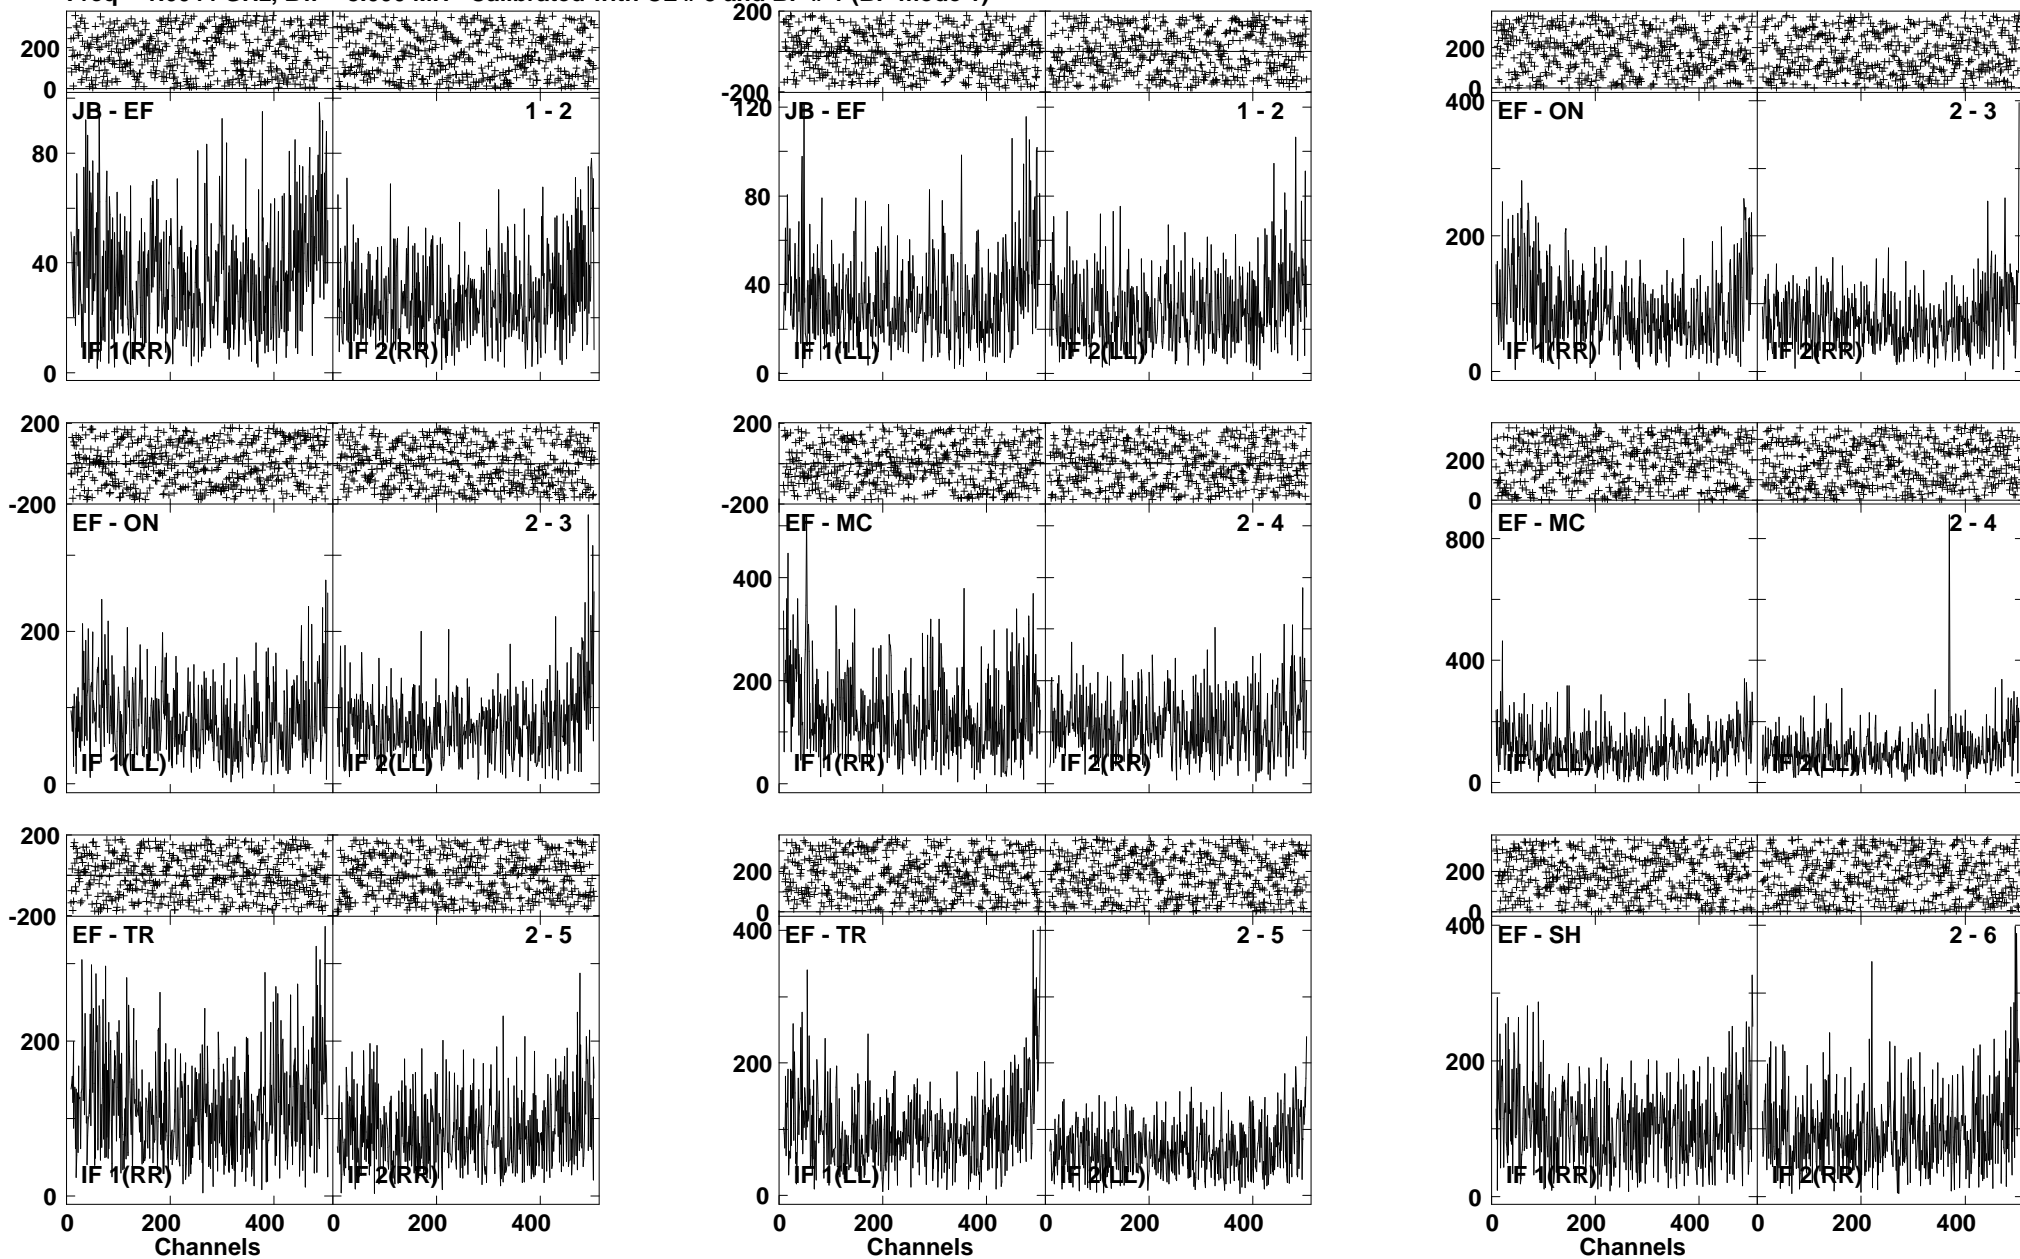 200 200 200
0 -200 0
JB - EF 1 - 2 JB - EF 1 - 2 EF - ON 2 - 3
80 120 400
40 80 200
0 40 0
0
IF 1(RR) IF 2(RR) IF 1(LL) IF 2(LL) IF 1(RR) IF 2(RR)
200 200 200
-200 -200 0
EF - ON 2 - 3 EF - MC 2 - 4 EF - MC 2 - 4
200 400 800
0 200 400
0 0
IF 1(LL) IF 2(LL) IF 1(RR) IF 2(RR) IF 1(LL) IF 2(LL)
200 200 200
-200 0 0
EF - TR 2 - 5 EF - TR 2 - 5 EF - SH 2 - 6
200 400 400
0 200 200
0 0
IF 1(RR) IF 2(RR) IF 1(LL) IF 2(LL) IF 1(RR) IF 2(RR)
0 200 400 0 200 400 0 200 400 0 200 400 0 200 400 0 200 400
Channels Channels Channels